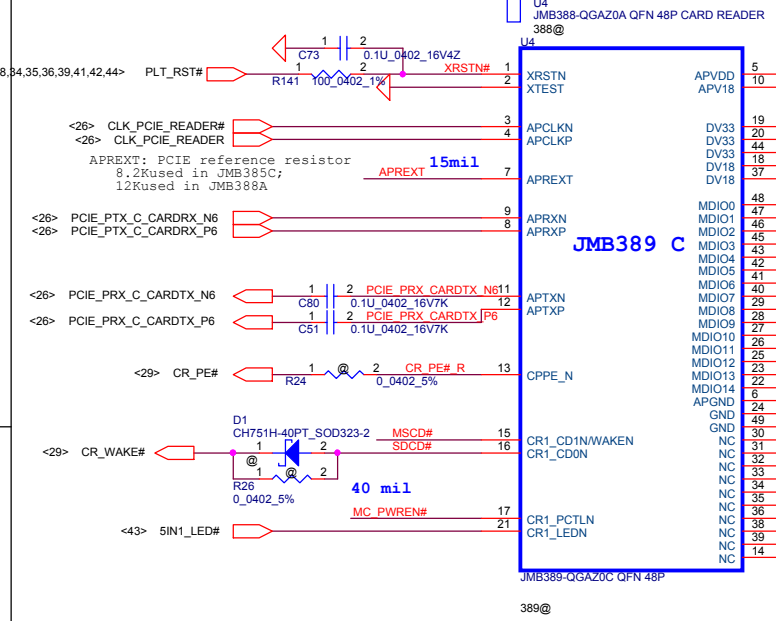 U4
JMB388-QGAZ0A QFN 48P CARD READER
388@
U4
1 2
C73 0.1U_0402_16V4Z
8,34,35,36,39,41,42,44> PLT_RST# 1 2 XRSTN# 1 XRSTN APVDD 5
R141 100_0402_1% 2 XTEST APV18 10
<26> CLK_PCIE_READER# 3 APCLKN DV33 19
<26> CLK_PCIE_READER 4 APCLKP DV33 20
DV33 44
APREXT: PCIE reference resistor 15mil DV18 18
8.2Kused in JMB385C; APREXT 7 APREXT DV18 37
12Kused in JMB388A
MDIO0 48
<26> PCIE_PTX_C_CARDRX_N6 9 APRXN MDIO1 47
<26> PCIE_PTX_C_CARDRX_P6 8 APRXP MDIO2 46
JMB389 C MDIO3 45
MDIO4 43
MDIO5 42
MDIO6 41
<26> PCIE_PRX_C_CARDTX_N6 1 2 PCIE_PRX_CARDTX_N6 11 APTXN MDIO7 40
C80 0.1U_0402_16V7K 12 APTXP MDIO8 29
<26> PCIE_PRX_C_CARDTX_P6 1 2 PCIE_PRX_CARDTX_P6 MDIO9 28
C51 0.1U_0402_16V7K MDIO10 27
MDIO11 26
MDIO12 25
<29> CR_PE# 1 @ 2 CR_PE#_R 13 CPPE_N MDIO13 23
R24 0_0402_5% MDIO14 22
APGND 6
GND 24
D1 GND 49
CH751H-40PT_SOD323-2 MSCD# 15 CR1_CD1N/WAKEN NC 30
<29> CR_WAKE# 1 2 SDCD# 16 CR1_CD0N NC 31
@ NC 32
1 @ 2 NC 33
R26 NC 34
0_0402_5% 40 mil NC 35
MC_PWREN# 17 CR1_PCTLN NC 36
<43> 5IN1_LED# 21 CR1_LEDN NC 38
NC 39
NC 14
JMB389-QGAZ0C QFN 48P
389@